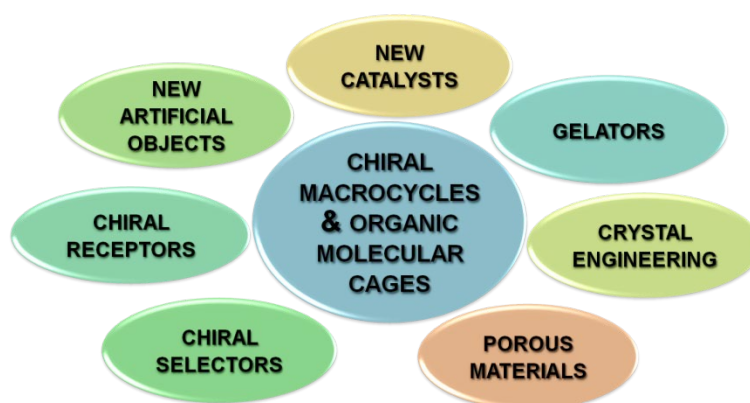 NEW
CATALYSTS
NEW
ARTIFICIAL
OBJECTS
GELATORS
CHIRAL
MACROCYCLES
& ORGANIC
MOLECULAR
CAGES
CHIRAL
RECEPTORS
CRYSTAL
ENGINEERING
CHIRAL
SELECTORS
POROUS
MATERIALS